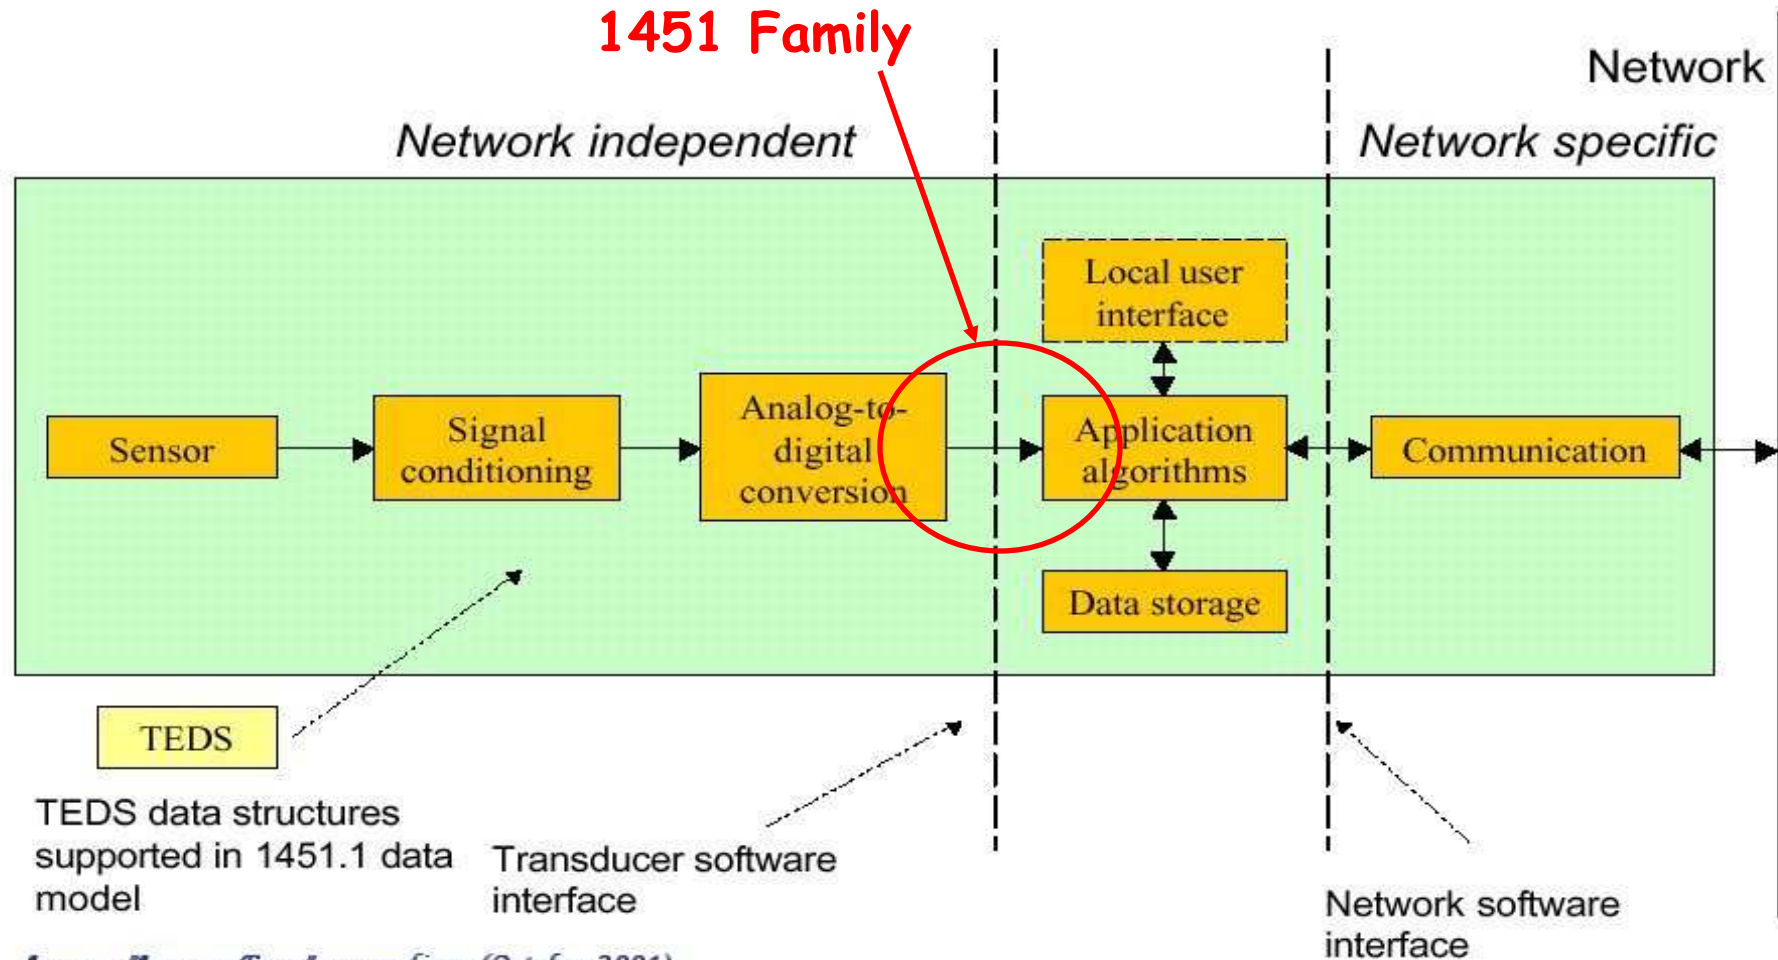 1451 Family
Network
Network independent
Network specific
Local user
interface
Sensor
Signal
conditioning
Analog-to-
digital
conversion
Application
algorithms
Communication
Data storage
TEDS
TEDS data structures
supported in 1451.1 data
model
Transducer software
interface
Network software
interface
(October 2001)